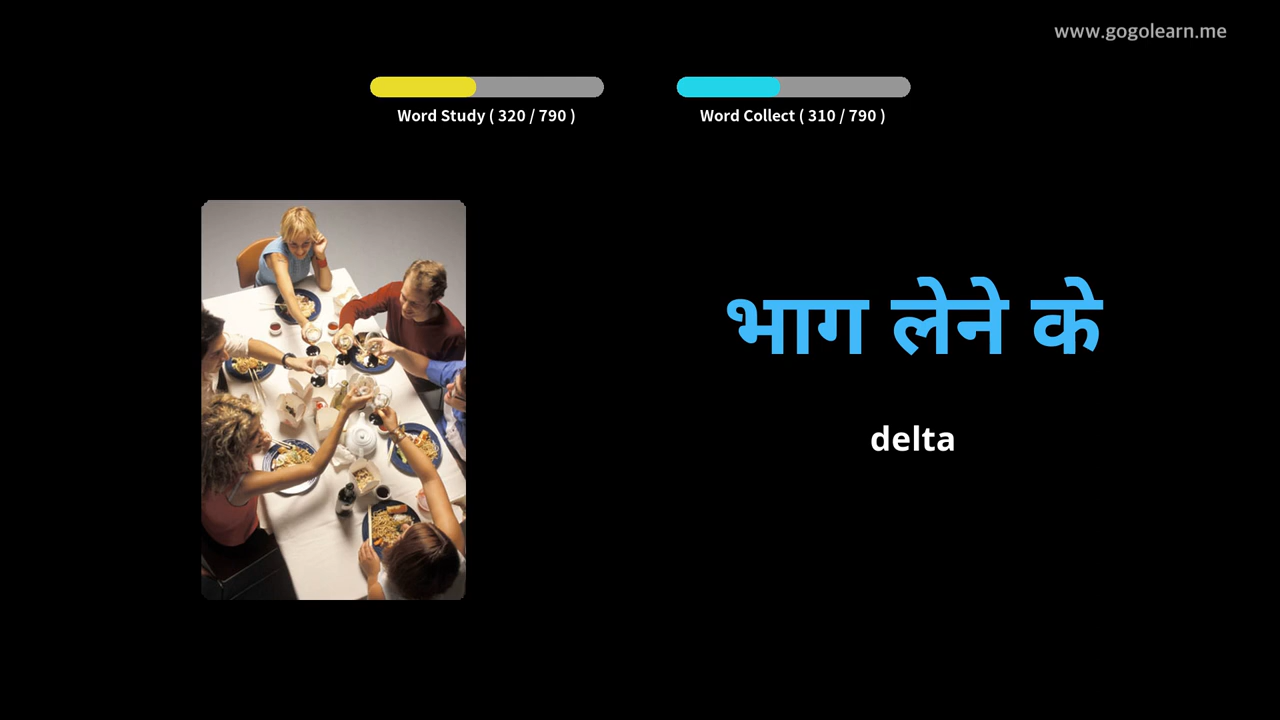 www.gogolearn.me
Word Study ( 320 / 790 )
Word Collect ( 310 / 790 )
भाग लेने के
delta